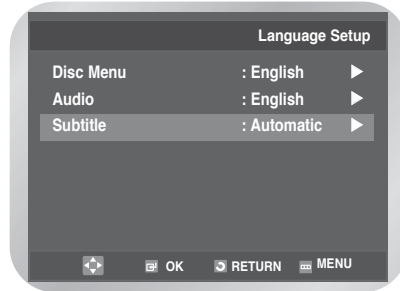 Language Setup
Disc Menu : English
Audio : English
Subtitle : Automatic
OK RETURN MENU